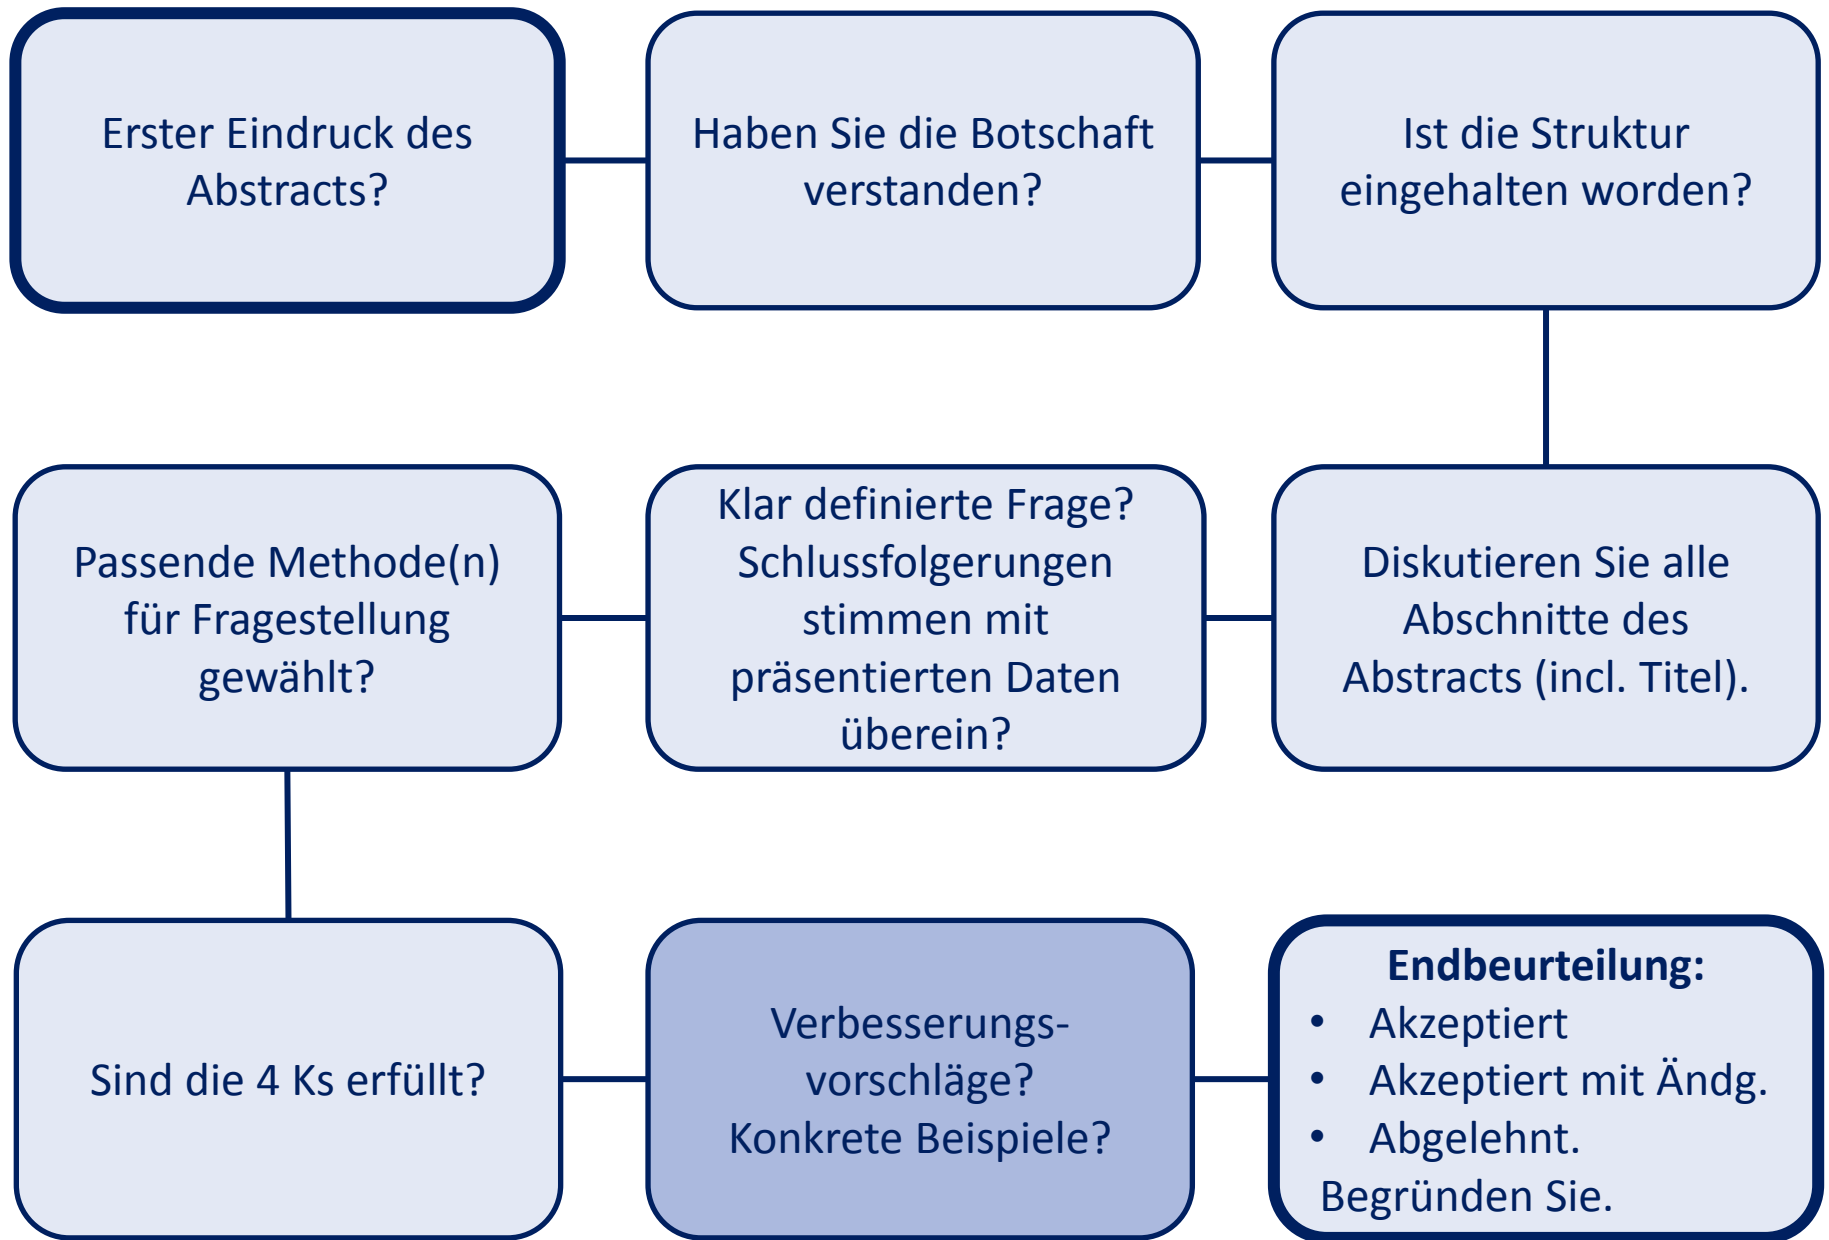 Erster Eindruck des
Abstracts?
Haben Sie die Botschaft
verstanden?
Ist die Struktur
eingehalten worden?
Diskutieren Sie alle
Abschnitte des
Abstracts (incl. Titel).
Klar definierte Frage?
Schlussfolgerungen
stimmen mit
präsentierten Daten
überein?
Passende Methode(n)
für Fragestellung
gewählt?
Sind die 4 Ks erfüllt?
Verbesserungs-
vorschläge?
Konkrete Beispiele?
Endbeurteilung:
• Akzeptiert
• Akzeptiert mit Ändg.
• Abgelehnt.
Begründen Sie.